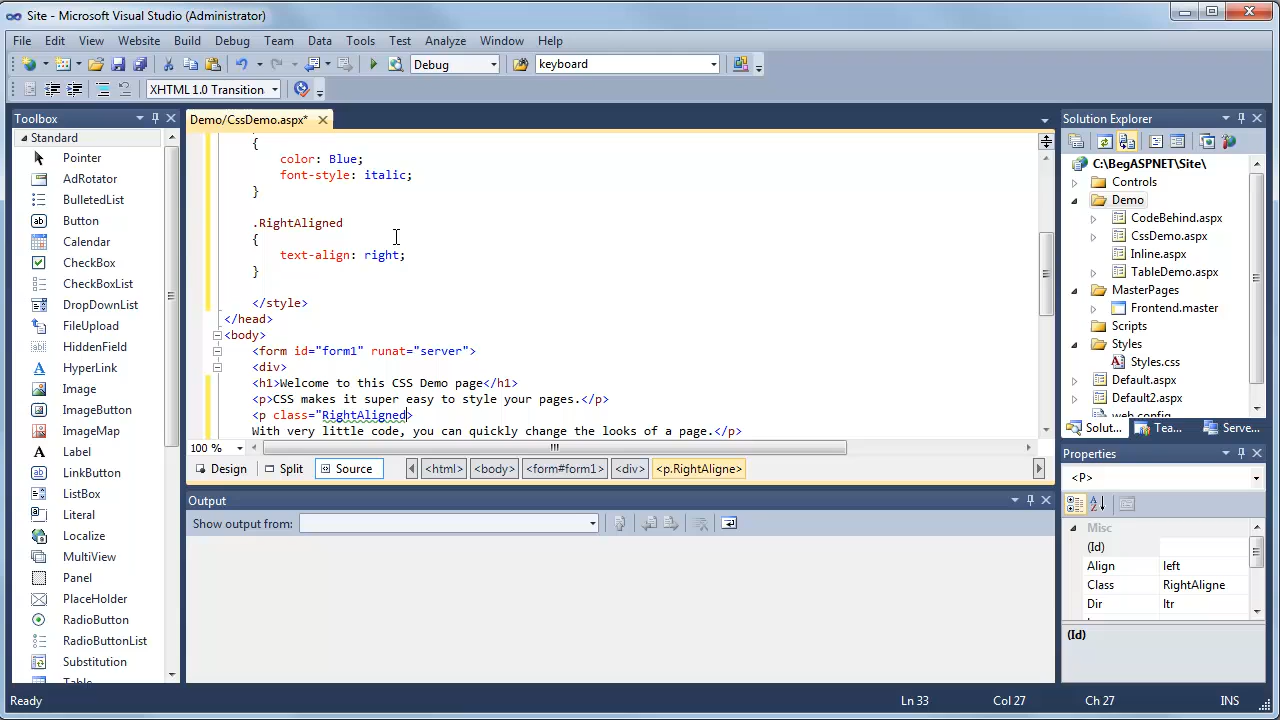 Site - Microsoft Visual Studio (Administrator)
File Edit View Website Build Debug Team Data Tools Test Analyze Window Help
Debug keyboard
XHTML 1.0 Transition
Toolbox
Standard
Pointer
AdRotator
BulletedList
Button
Calendar
CheckBox
CheckBoxList
DropDownList
FileUpload
HiddenField
HyperLink
Image
ImageButton
ImageMap
Label
LinkButton
ListBox
Literal
Localize
MultiView
Panel
PlaceHolder
RadioButton
RadioButtonList
Substitution
Table
Demo/CssDemo.aspx*
{
color: Blue;
font-style: italic;
}
.RightAligned
{
text-align: right;
}
</style>
</head>
<body>
<form id="form1" runat="server">
<div>
<h1>Welcome to this CSS Demo page</h1>
<p>CSS makes it super easy to style your pages.</p>
<p class="RightAligned>
With very little code, you can quickly change the looks of a page.</p>
100 %
Design Split Source <html> <body> <form#form1> <div> <p.RightAligne>
Output
Show output from:
Solution Explorer
C:\BegASPNET\Site\
Controls
Demo
CodeBehind.aspx
CssDemo.aspx
Inline.aspx
TableDemo.aspx
MasterPages
Frontend.master
Scripts
Styles
Styles.css
Default.aspx
Default2.aspx
web.config
Solut... Tea... Serve...
Properties
<P>
Misc
(Id)
Align left
Class RightAligne
Dir ltr
(Id)
Ready Ln 33 Col 27 Ch 27 INS